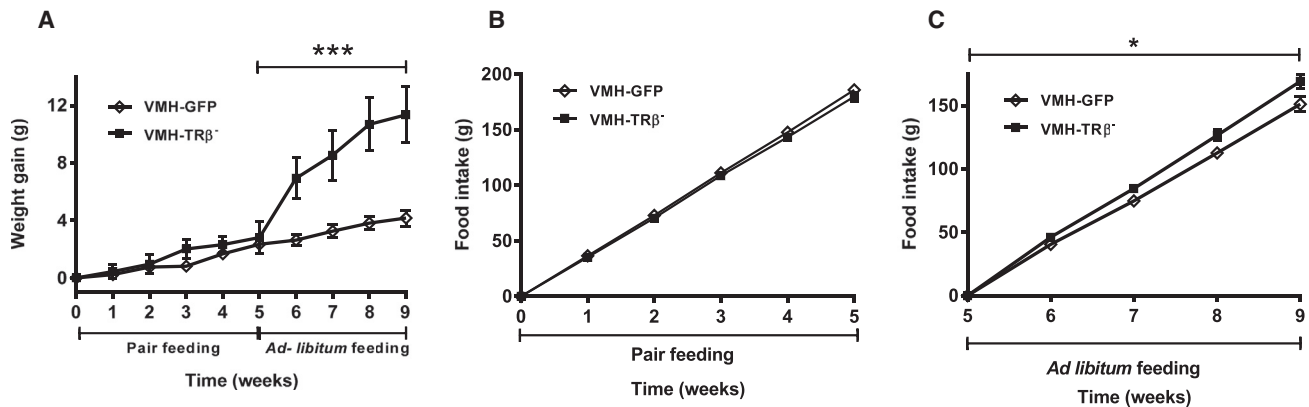 A
***
VMH-GFP
VMH-TRβ-
Weight gain (g)
12
8
4
0
0 1 2 3 4 5 6 7 8 9
Pair feeding
Ad- libitum feeding
Time (weeks)
B
VMH-GFP
VMH-TRβ-
Food intake (g)
200
150
100
50
0
0 1 2 3 4 5
Pair feeding
Time (weeks)
C
*
VMH-GFP
VMH-TRβ-
Food intake (g)
150
100
50
0
5 6 7 8 9
Ad libitum feeding
Time (weeks)